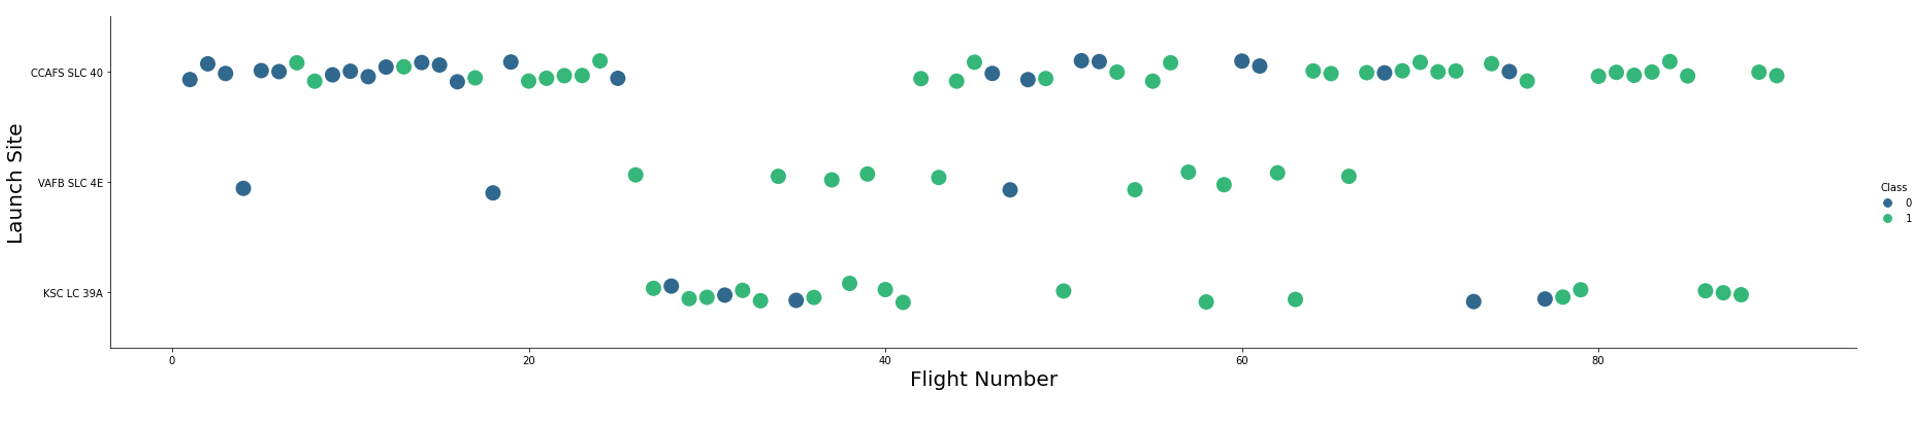 Launch Site
CCAFS SLC 40
VAFB SLC 4E
KSC LC 39A
0 20 40 60 80
Flight Number
Class
0
1